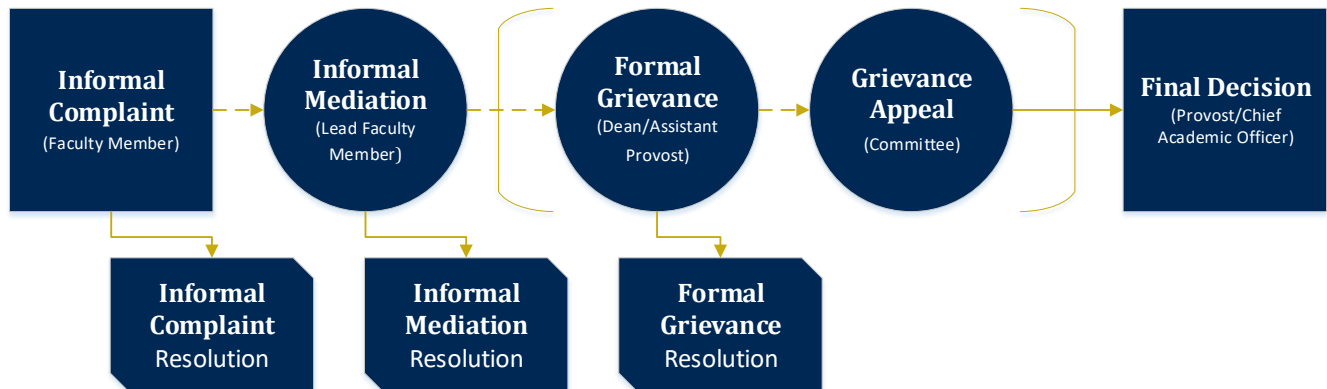 Informal
Complaint
(Faculty Member)
Informal
Mediation
(Lead Faculty
Member)
Formal
Grievance
(Dean/Assistant
Provost)
Grievance
Appeal
(Committee)
Final Decision
(Provost/Chief
Academic Officer)
Informal
Complaint
Resolution
Informal
Mediation
Resolution
Formal
Grievance
Resolution